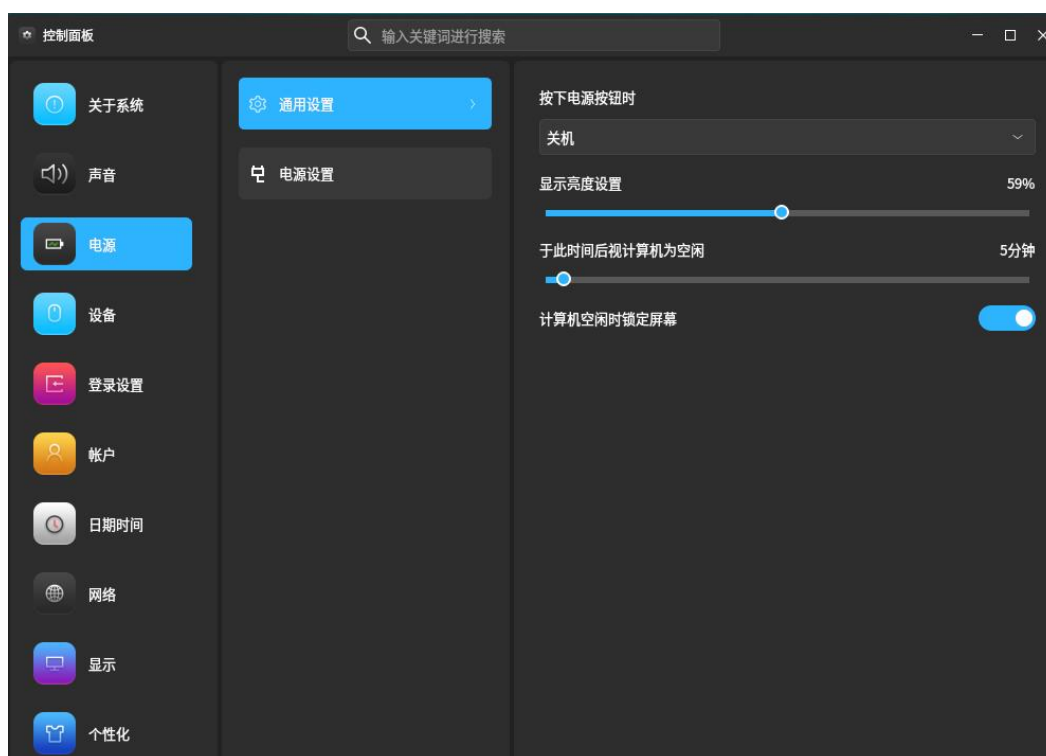 控制面板
输入关键词进行搜索
关于系统
声音
电源
设备
登录设置
帐户
日期时间
网络
显示
个性化
通用设置
电源设置
按下电源按钮时
关机
显示亮度设置 59%
于此时间后视计算机为空闲 5分钟
计算机空闲时锁定屏幕